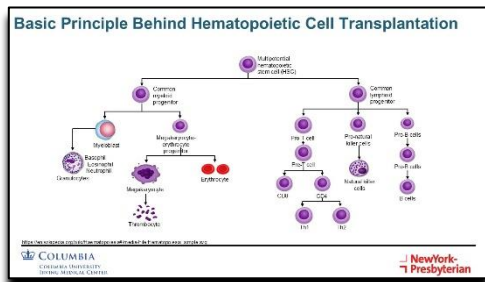 Basic Principle Behind Hematopoietic Cell Transplantation
Multipotential
hematopoietic
stem cell (HSC)
Common
myeloid
progenitor
Common
lymphoid
progenitor
Myeloblast
Megakaryocyte-
erythrocyte
progenitor
Basophil
Eosinophil
Neutrophil
Granulocytes
Megakaryocyte
Erythrocyte
Thrombocyte
Pro-T cell
Pre-T cell
CD8
CD4
Th1
Th2
Pro-natural
killer cells
Natural killer
cells
Pro-B cells
Pre-B cells
B cells
COLUMBIA
COLUMBIA UNIVERSITY
IRVING MEDICAL CENTER
NewYork-
Presbyterian